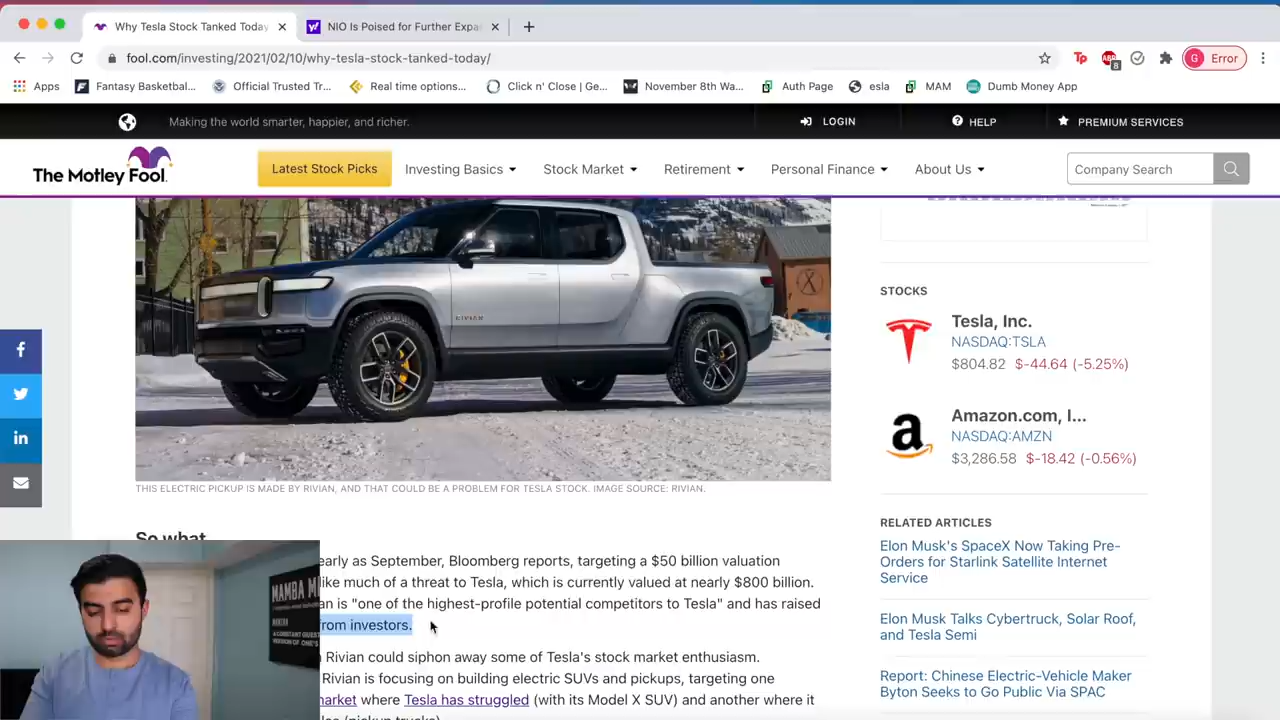 Why Tesla Stock Tanked Today
NIO Is Poised for Further Expa
fool.com/investing/2021/02/10/why-tesla-stock-tanked-today/
Tp
ABP
8
G Error
Apps
Fantasy Basketbal...
Official Trusted Tr...
Real time options...
Click n' Close | Ge...
November 8th Wa...
Auth Page
esla
MAM
Dumb Money App
Making the world smarter, happier, and richer.
LOGIN
HELP
PREMIUM SERVICES
The Motley Fool.
Latest Stock Picks
Investing Basics
Stock Market
Retirement
Personal Finance
About Us
Company Search
RIVIAN
THIS ELECTRIC PICKUP IS MADE BY RIVIAN, AND THAT COULD BE A PROBLEM FOR TESLA STOCK. IMAGE SOURCE: RIVIAN.
So what
early as September, Bloomberg reports, targeting a $50 billion valuation
ike much of a threat to Tesla, which is currently valued at nearly $800 billion.
an is "one of the highest-profile potential competitors to Tesla" and has raised
from investors.
Rivian could siphon away some of Tesla's stock market enthusiasm.
Rivian is focusing on building electric SUVs and pickups, targeting one
market where Tesla has struggled (with its Model X SUV) and another where it
(pickup trucks)
STOCKS
Tesla, Inc.
NASDAQ:TSLA
$804.82 $-44.64 (-5.25%)
Amazon.com, I...
NASDAQ:AMZN
$3,286.58 $-18.42 (-0.56%)
RELATED ARTICLES
Elon Musk's SpaceX Now Taking Pre-
Orders for Starlink Satellite Internet
Service
Elon Musk Talks Cybertruck, Solar Roof,
and Tesla Semi
Report: Chinese Electric-Vehicle Maker
Byton Seeks to Go Public Via SPAC
MAMBA M